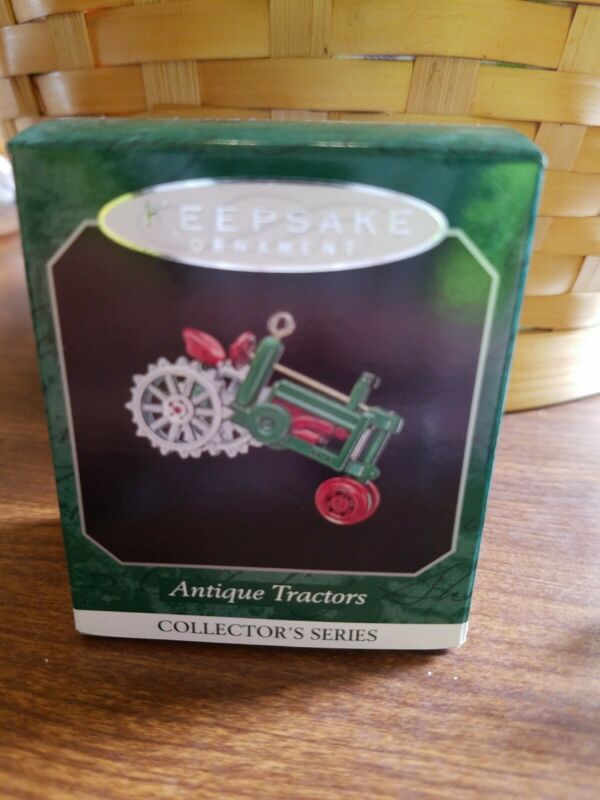 KEEPSAKE
ORNAMENT
Antique Tractors
COLLECTOR'S SERIES